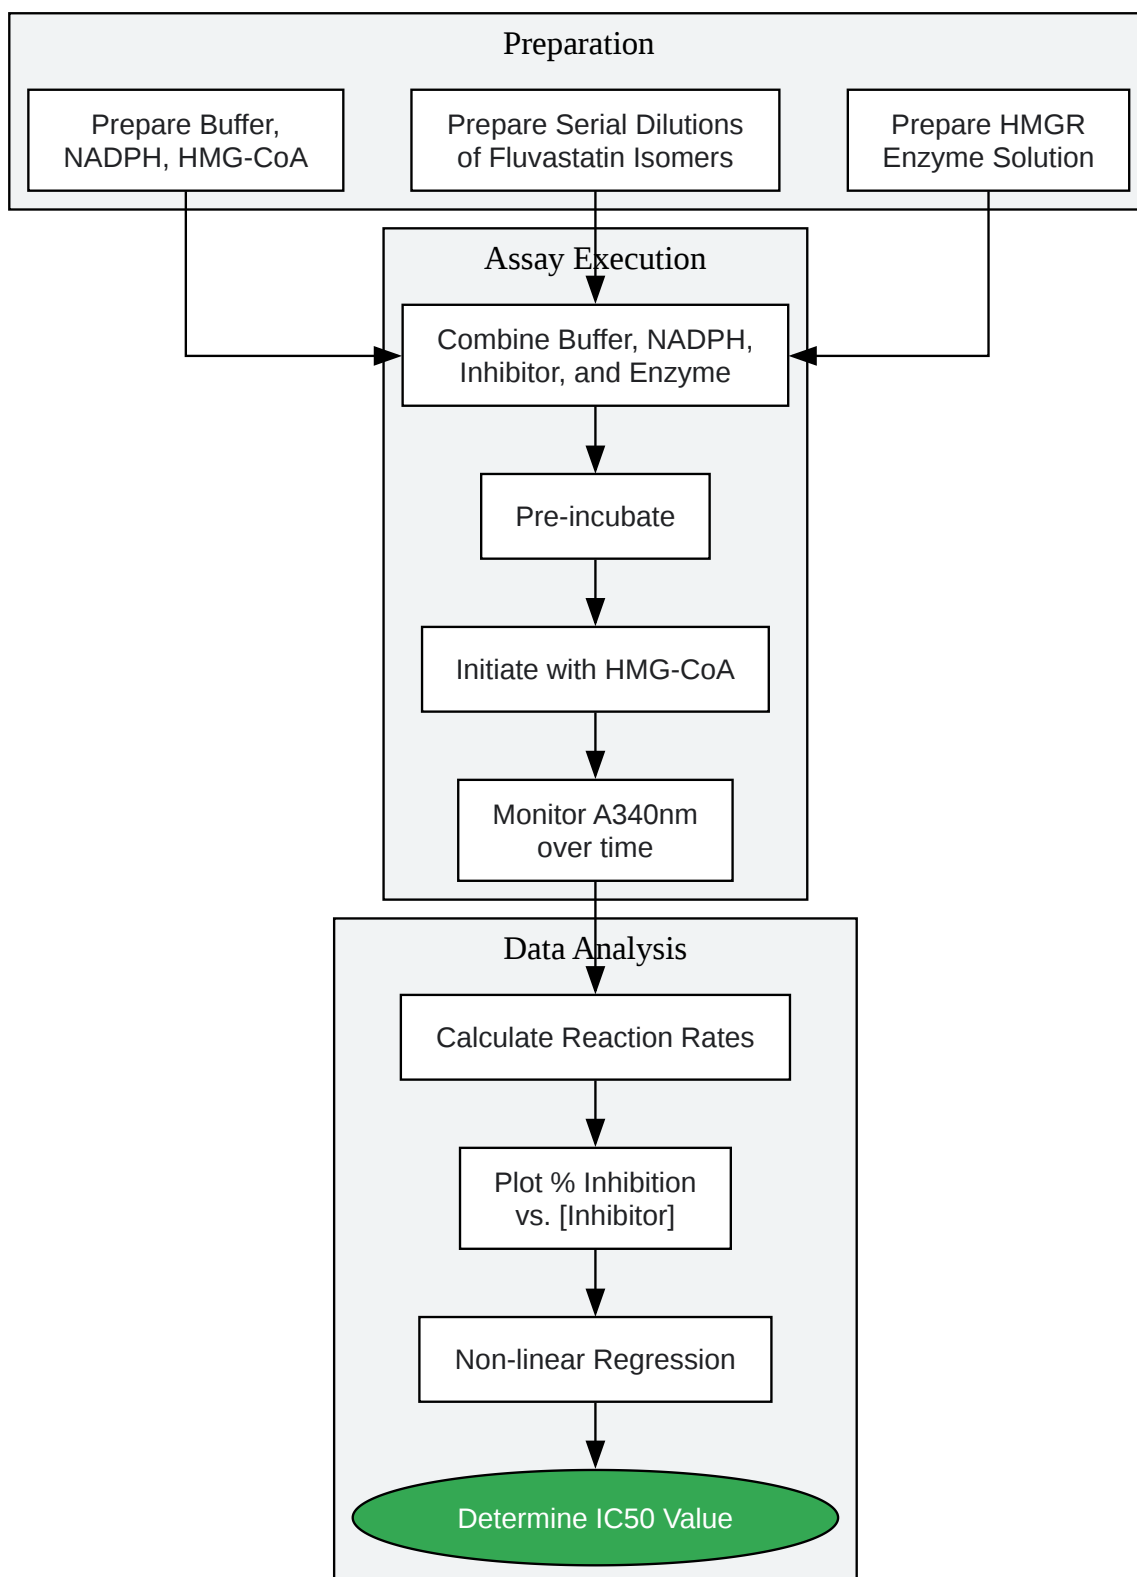 Preparation
Prepare Buffer,
NADPH, HMG-CoA
Prepare Serial Dilutions
of Fluvastatin Isomers
Prepare HMGR
Enzyme Solution
Assay Execution
Combine Buffer, NADPH,
Inhibitor, and Enzyme
Pre-incubate
Initiate with HMG-CoA
Monitor A340nm
over time
Data Analysis
Calculate Reaction Rates
Plot % Inhibition
vs. [Inhibitor]
Non-linear Regression
Determine IC50 Value